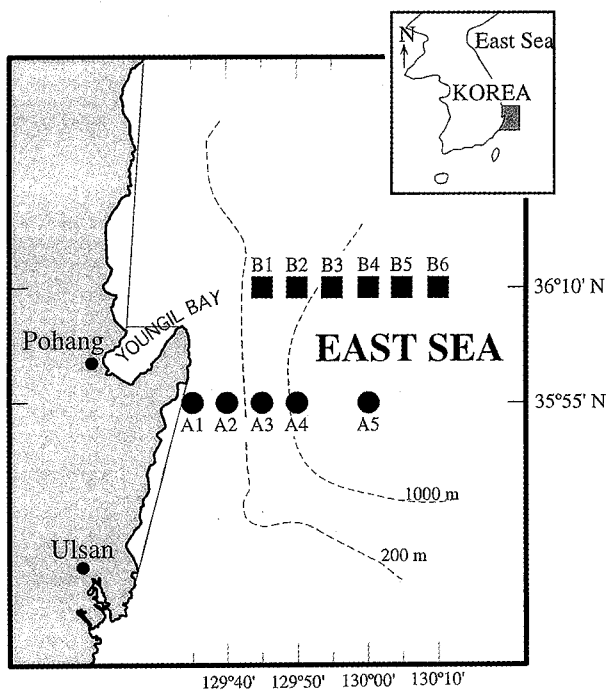 N
East Sea
KOREA
B1 B2 B3 B4 B5 B6
36°10' N
YOUNGIL BAY
Pohang
EAST SEA
35°55' N
A1 A2 A3 A4 A5
1000 m
Ulsan
200 m
129°40' 129°50' 130°00' 130°10'